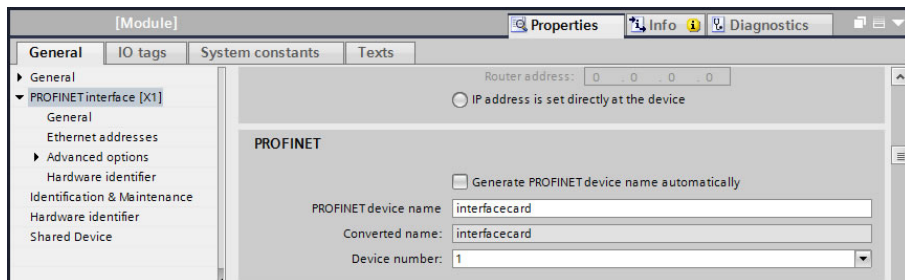 [Module]
Properties
Info
Diagnostics
General
IO tags
System constants
Texts
General
PROFINET interface [X1]
General
Ethernet addresses
Advanced options
Hardware identifier
Identification & Maintenance
Hardware identifier
Shared Device
Router address: 0 . 0 . 0 . 0
IP address is set directly at the device
PROFINET
Generate PROFINET device name automatically
PROFINET device name interfacecard
Converted name: interfacecard
Device number: 1